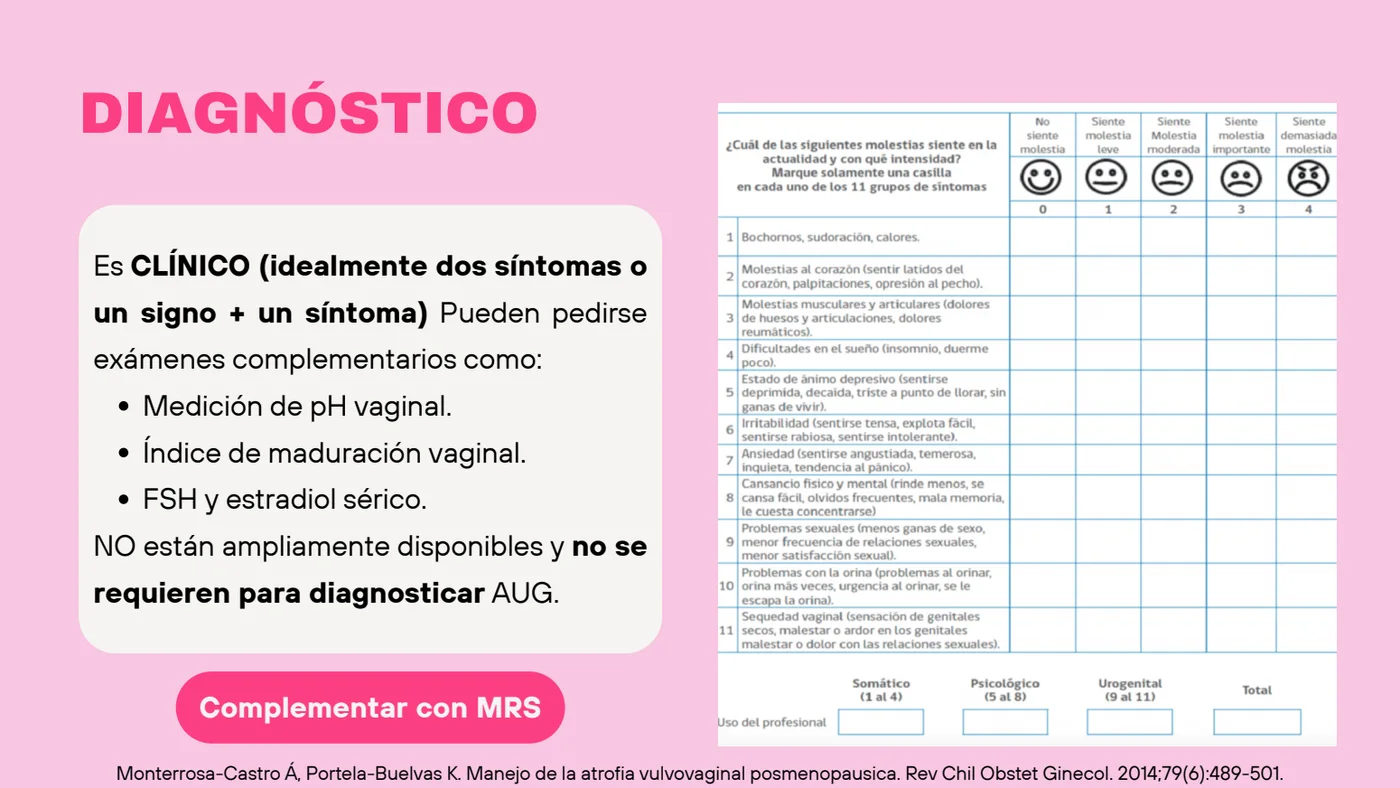 DIAGNÓSTICO
Es CLÍNICO (idealmente dos síntomas o
un signo + un síntoma) Pueden pedirse
exámenes complementarios como:
• Medición de pH vaginal.
• Índice de maduración vaginal.
• FSH y estradiol sérico.
NO están ampliamente disponibles y no se
requieren para diagnosticar AUG.
Complementar con MRS
¿Cuál de las siguientes molestias siente en la
actualidad y con qué intensidad?
Marque solamente una casilla
en cada uno de los 11 grupos de síntomas
No
siente
molestia
Siente
molestia
leve
Siente
Molestia
moderada
Siente
molestia
importante
Siente
demasiada
molestia
0 1 2 3 4
1 Bochornos, sudoración, calores.
2 Molestias al corazón (sentir latidos del
corazón, palpitaciones, opresión al pecho).
3 Molestias musculares y articulares (dolores
de huesos y articulaciones, dolores
reumáticos).
4 Dificultades en el sueño (insomnio, duerme
poco).
5 Estado de ánimo depresivo (sentirse
deprimida, decaída, triste a punto de llorar, sin
ganas de vivir).
6 Irritabilidad (sentirse tensa, explota fácil,
sentirse rabiosa, sentirse intolerante).
7 Ansiedad (sentirse angustiada, temerosa,
inquieta, tendencia al pánico).
8 Cansancio físico y mental (rinde menos, se
cansa fácil, olvidos frecuentes, mala memoria,
le cuesta concentrarse)
9 Problemas sexuales (menos ganas de sexo,
menor frecuencia de relaciones sexuales,
menor satisfacción sexual).
10 Problemas con la orina (problemas al orinar,
orina más veces, urgencia al orinar, se le
escapa la orina).
11 Sequedad vaginal (sensación de genitales
secos, malestar o ardor en los genitales
malestar o dolor con las relaciones sexuales).
Somático
(1 al 4)
Psicológico
(5 al 8)
Urogenital
(9 al 11)
Total
Uso del profesional
Monterrosa-Castro Á, Portela-Buelvas K. Manejo de la atrofia vulvovaginal posmenopausica. Rev Chil Obstet Ginecol. 2014;79(6):489-501.